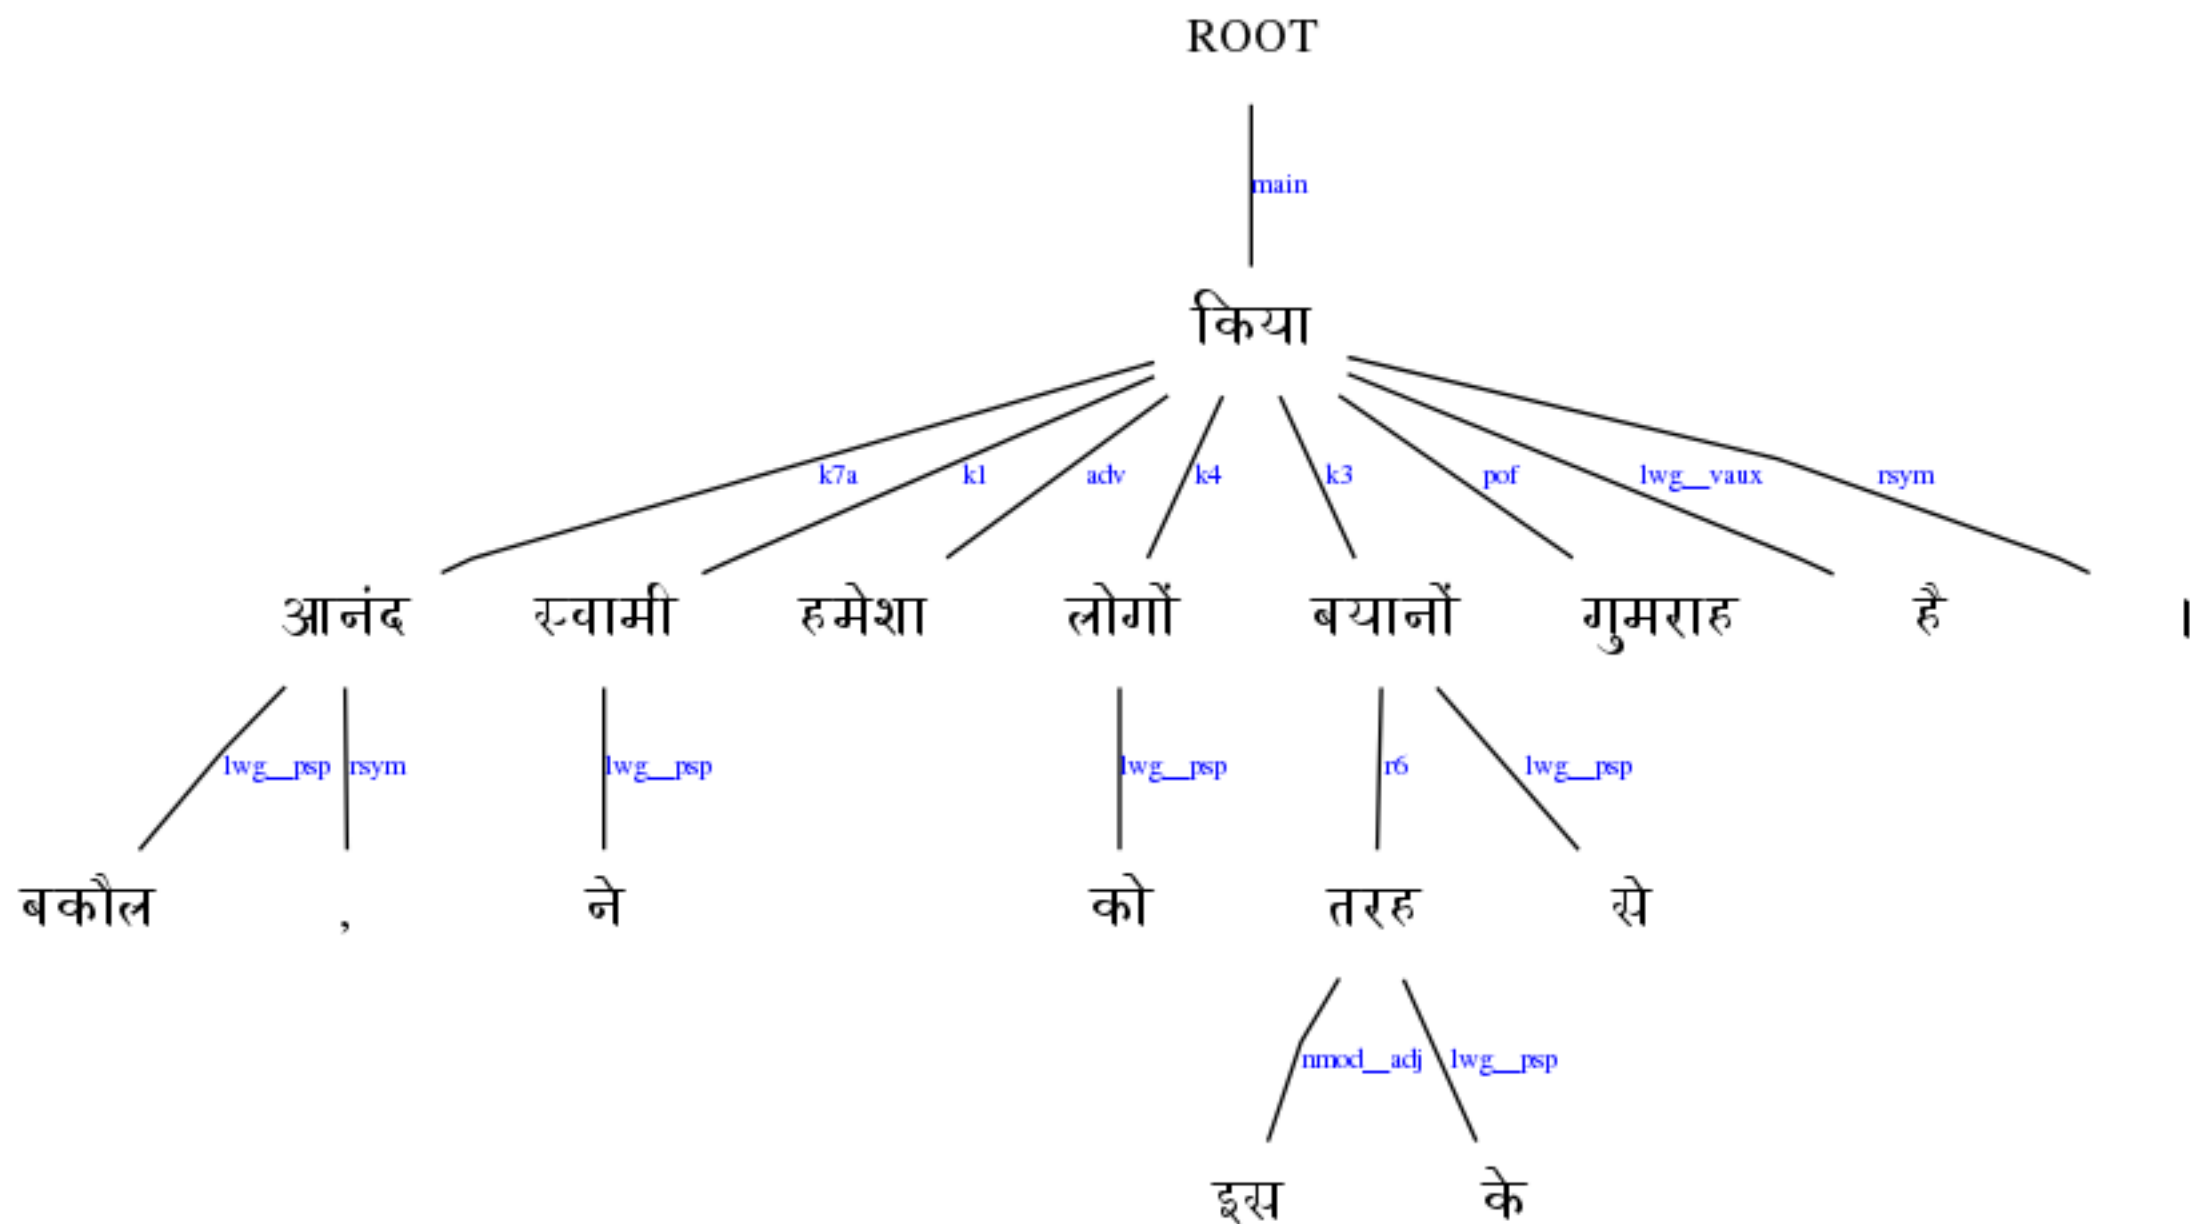 ROOT
main
किया
k7a k1 adv k4 k3 pof lwg__vaux rsym
आनंद स्वामी हमेशा लोगों बयानों गुमराह है ।
lwg__psp rsym lwg__psp lwg__psp r6 lwg__psp
बकौल , ने को तरह से
nmod__adj lwg__psp
इस के